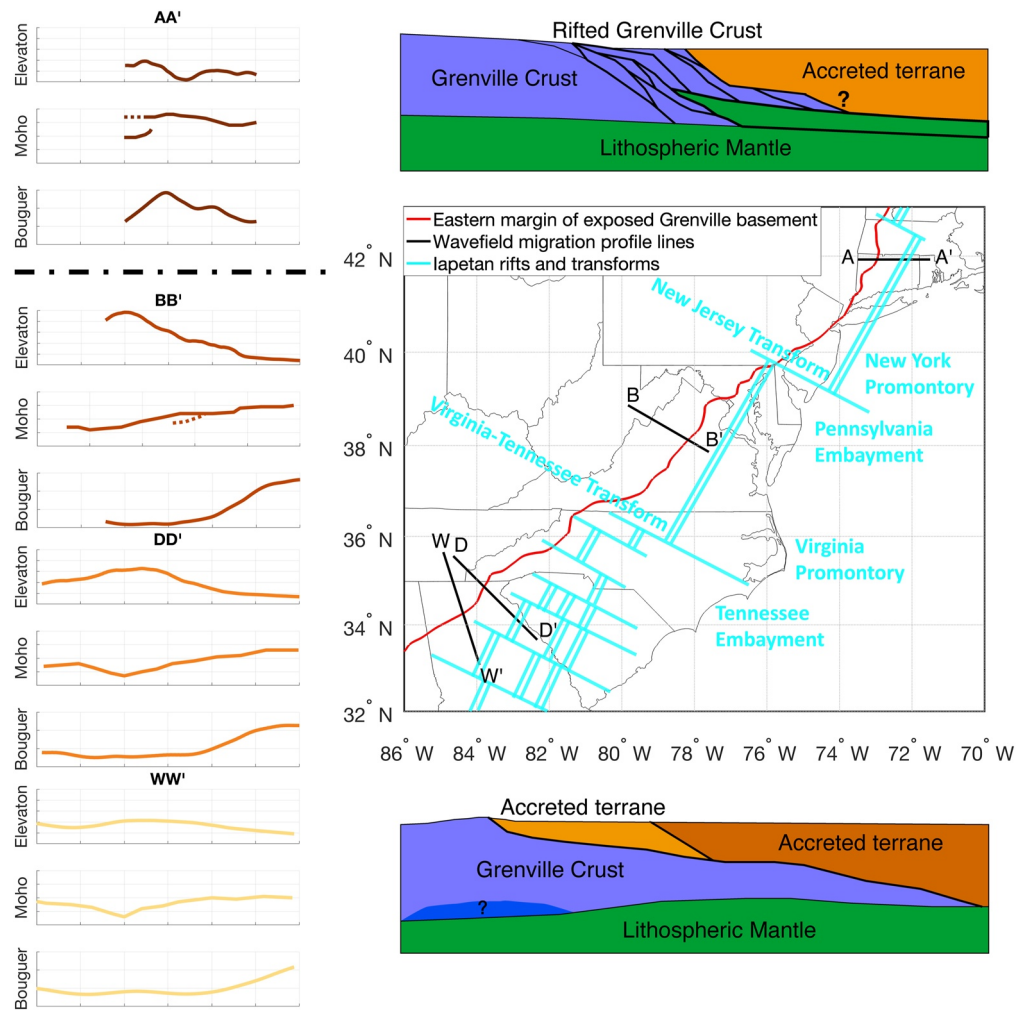 AA'
Elevaton
Moho
Bouguer
BB'
Elevaton
Moho
Bouguer
DD'
Elevaton
Moho
Bouguer
WW'
Elevaton
Moho
Bouguer
Rifted Grenville Crust
Grenville Crust
Accreted terrane
?
Lithospheric Mantle
Eastern margin of exposed Grenville basement
Wavefield migration profile lines
Iapetan rifts and transforms
42° N
40° N
38° N
36° N
34° N
32° N
A
A'
New Jersey Transform
New York
Promontory
B
B'
Virginia-Tennessee Transform
Pennsylvania
Embayment
W
D
Virginia
Promontory
Tennessee
Embayment
D'
W'
86° W
84° W
82° W
80° W
78° W
76° W
74° W
72° W
70° W
Accreted terrane
Accreted terrane
Grenville Crust
?
Lithospheric Mantle